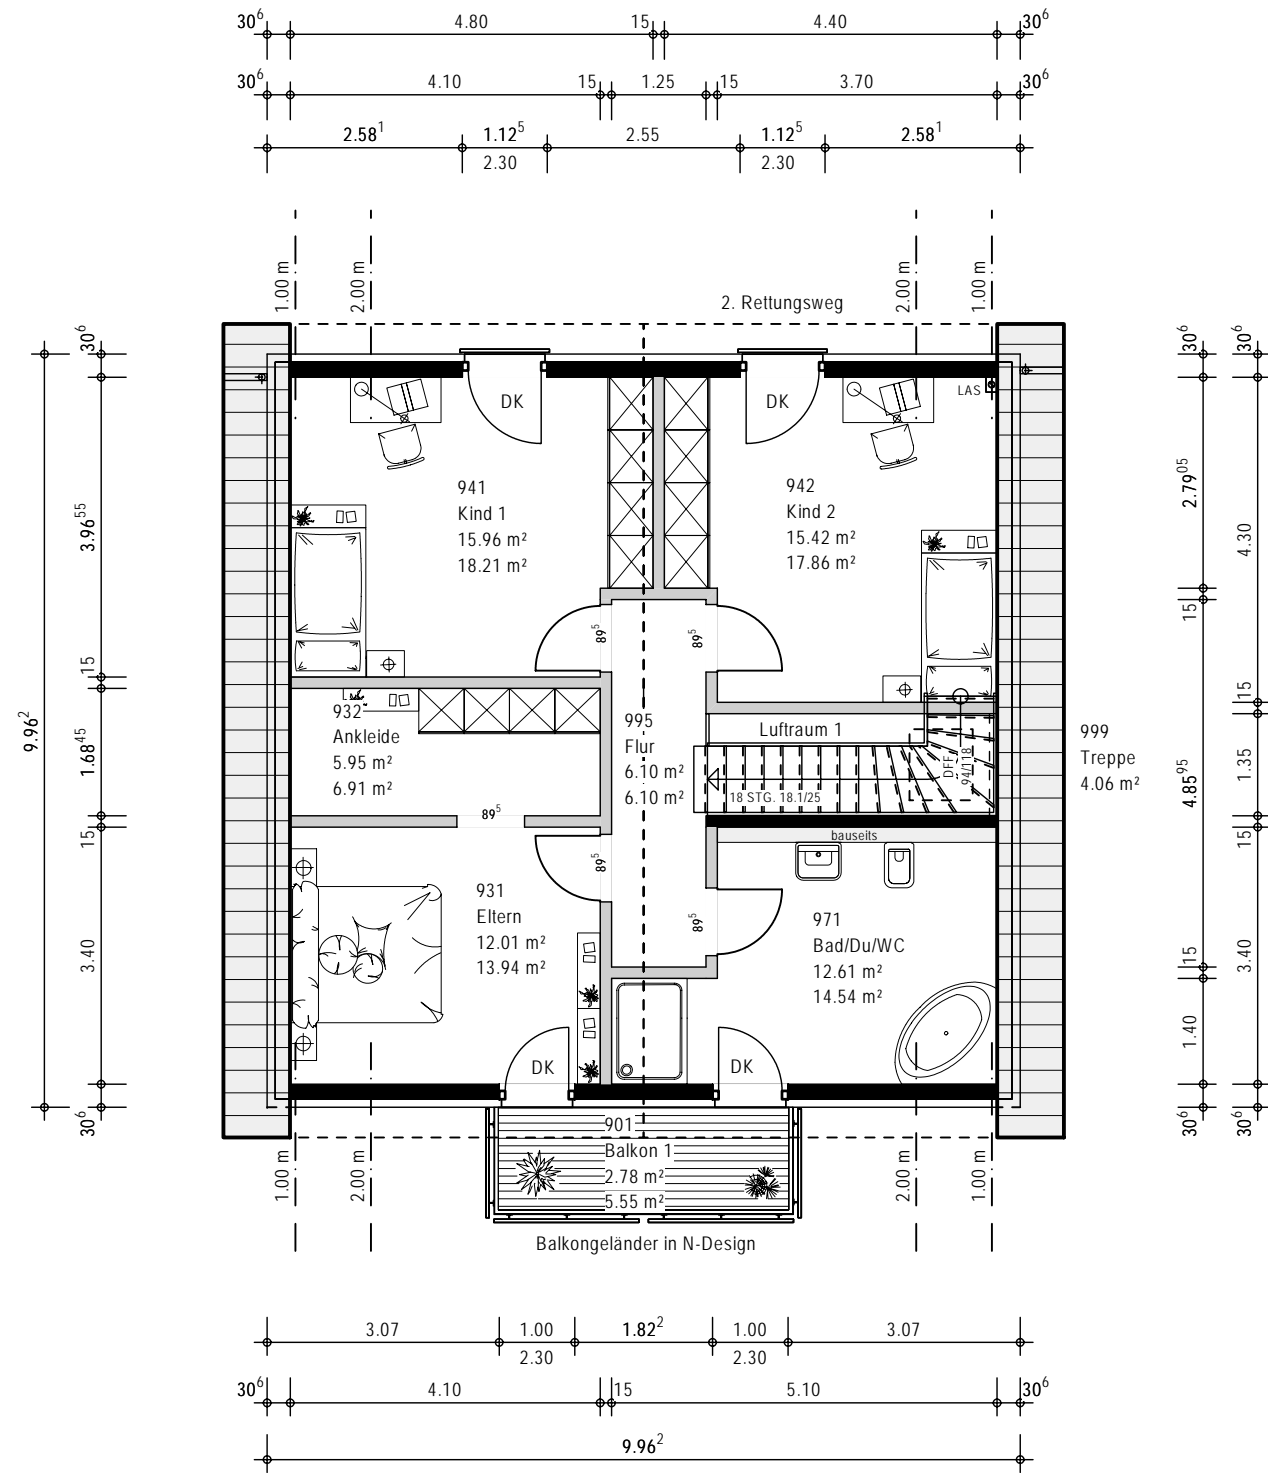 30⁶ 4.80 15 4.40 30⁶
30⁶ 4.10 15 1.25 15 3.70 30⁶
2.58¹ 1.12⁵ 2.55 1.12⁵ 2.58¹
2.30 2.30
1.00 m 2.00 m 2.00 m 1.00 m
2. Rettungsweg
30⁶ 30⁶ 30⁶
DK DK
LAS
941
Kind 1
15.96 m²
18.21 m²
942
Kind 2
15.42 m²
17.86 m²
3.96⁵⁵
2.79⁰⁵
4.30
89⁵ 89⁵
15 15 15
9.96²
932
Ankleide
5.95 m²
6.91 m²
995
Flur
6.10 m²
6.10 m²
Luftraum 1
DFF
94/118
18 STG. 18.1/25
999
Treppe
4.06 m²
1.68⁴⁵
4.85⁹⁵
1.35
89⁵
bauseits
15 15
89⁵
89⁵
931
Eltern
12.01 m²
13.94 m²
971
Bad/Du/WC
12.61 m²
14.54 m²
3.40
15
3.40
1.40
DK DK
30⁶ 30⁶ 30⁶
901
Balkon 1
2.78 m²
5.55 m²
1.00 m 2.00 m 2.00 m 1.00 m
Balkongeländer in N-Design
3.07 1.00 1.82² 1.00 3.07
2.30 2.30
30⁶ 4.10 15 5.10 30⁶
9.96²